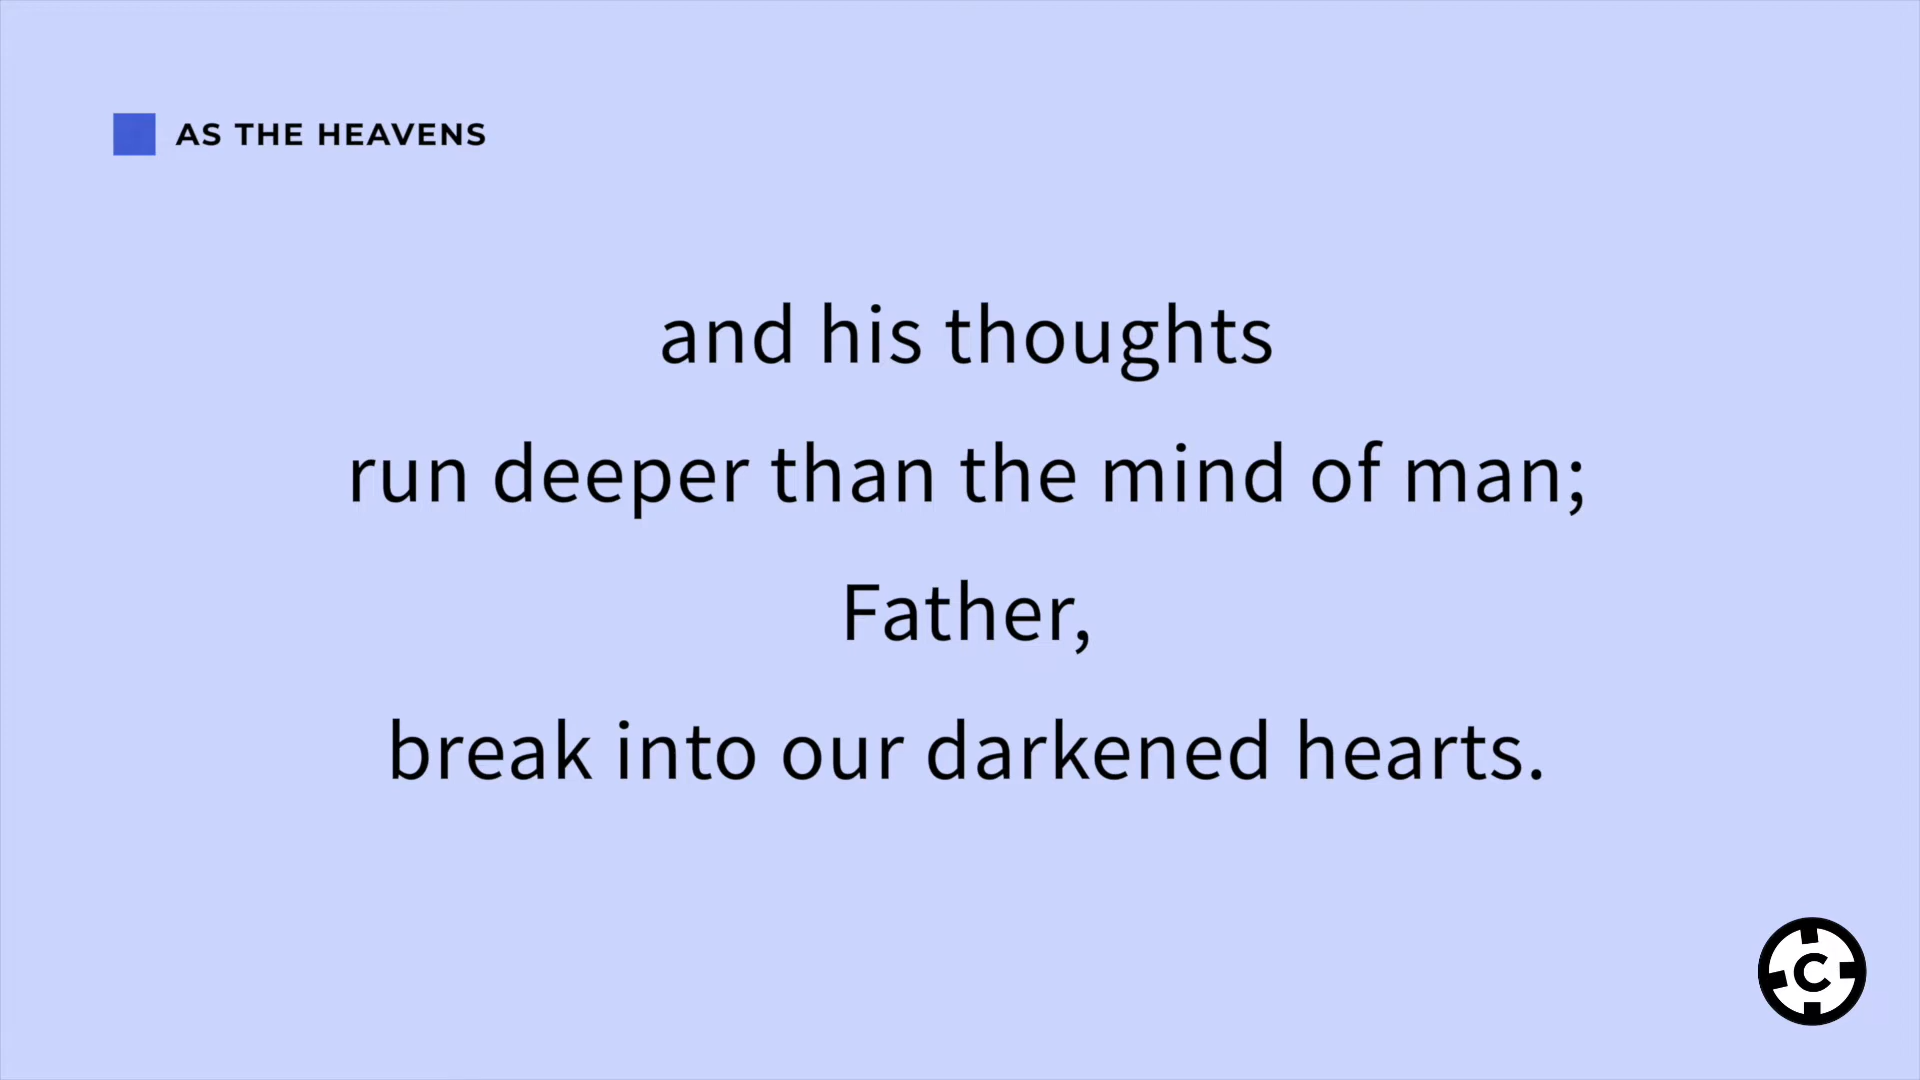 AS THE HEAVENS
and his thoughts
run deeper than the mind of man;
Father,
break into our darkened hearts.
C